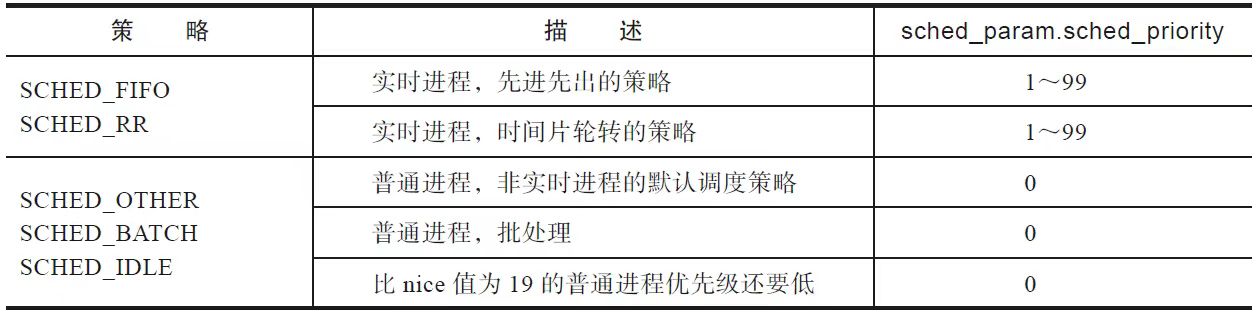 策 略 描 述 sched_param.sched_priority
SCHED_FIFO
SCHED_RR
实时进程，先进先出的策略 1～99
实时进程，时间片轮转的策略 1～99
SCHED_OTHER
SCHED_BATCH
SCHED_IDLE
普通进程，非实时进程的默认调度策略 0
普通进程，批处理 0
比 nice 值为 19 的普通进程优先级还要低 0